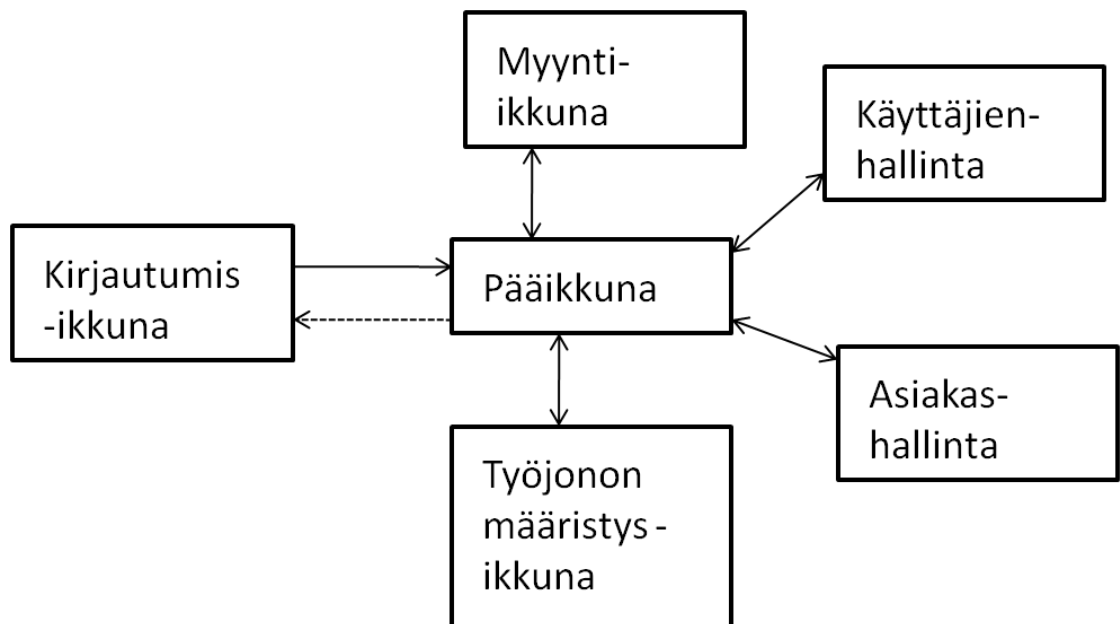 Myynti-
ikkuna
Käyttäjien-
hallinta
Kirjautumis
-ikkuna
Pääikkuna
Asiakas-
hallinta
Työjonon
määristys -
ikkuna